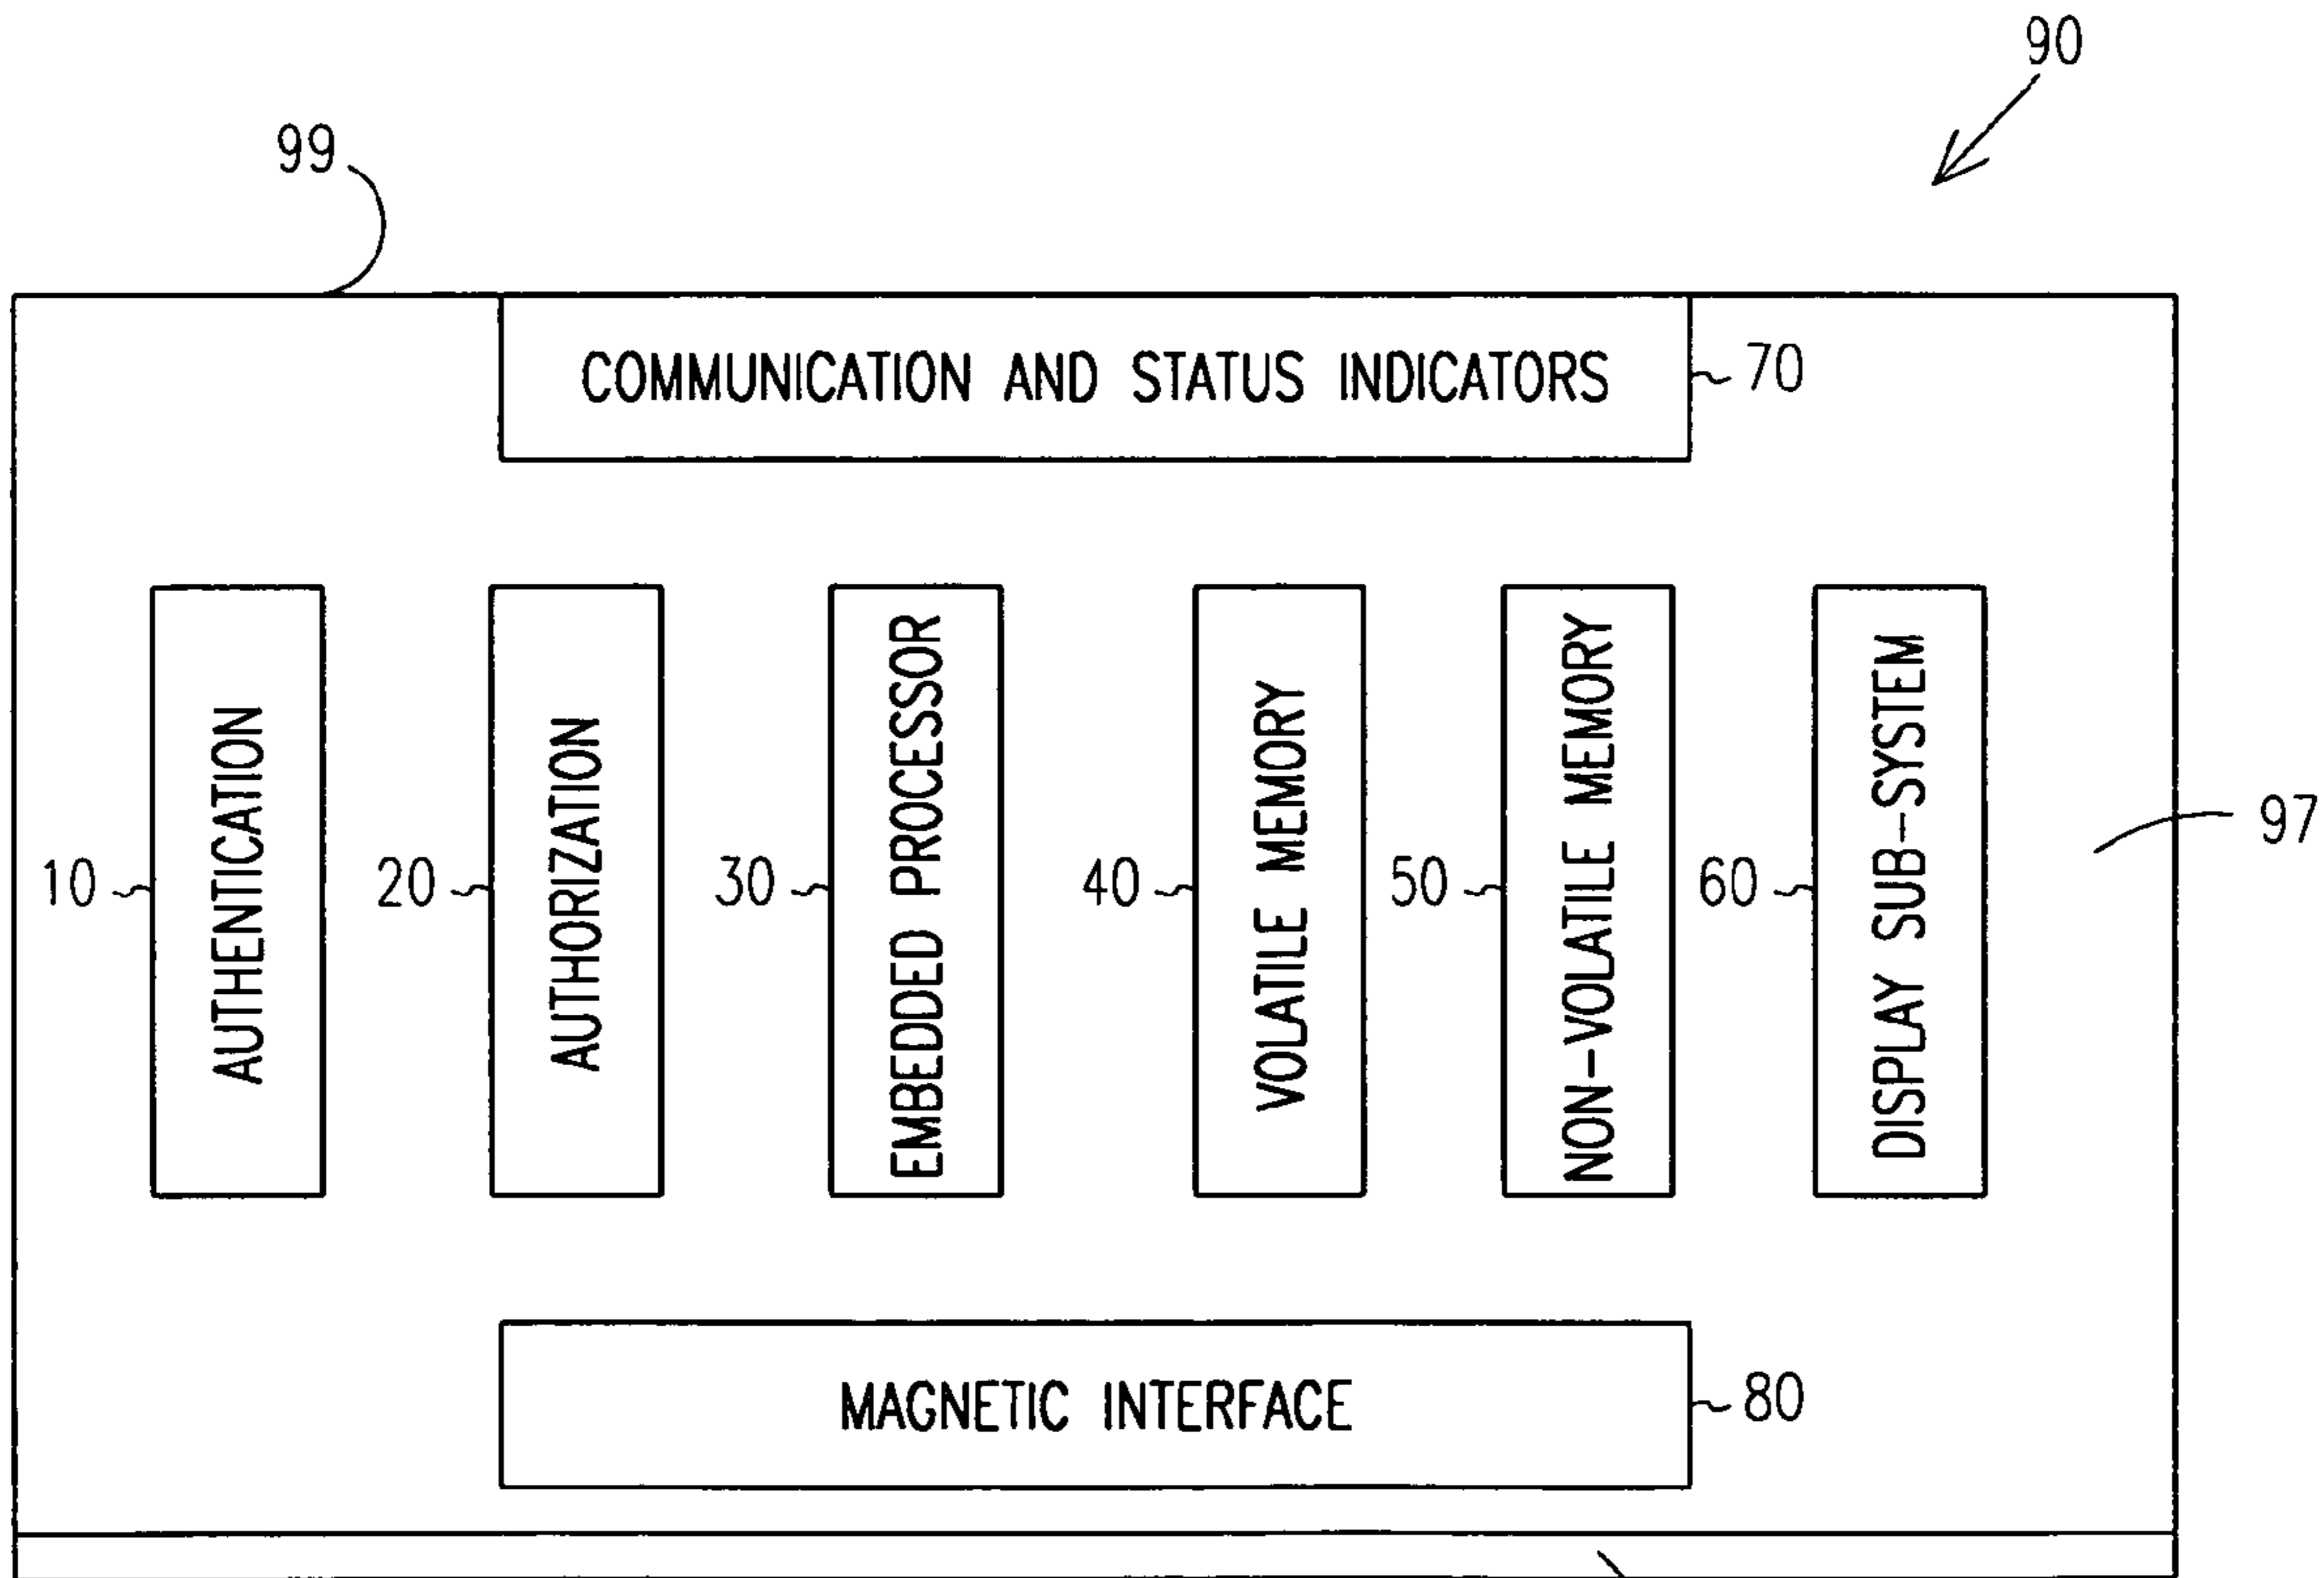 90
99
COMMUNICATION AND STATUS INDICATORS
70
10
AUTHENTICATION
20
AUTHORIZATION
30
EMBEDDED PROCESSOR
40
VOLATILE MEMORY
50
NON-VOLATILE MEMORY
60
DISPLAY SUB-SYSTEM
97
MAGNETIC INTERFACE
80